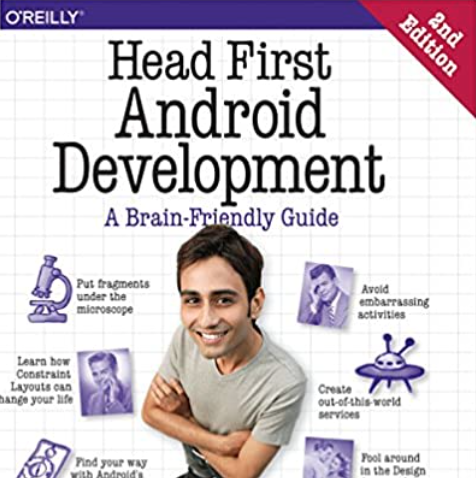 O'REILLY®
2nd
Edition
Head First
Android
Development
A Brain-Friendly Guide
Put fragments
under the
microscope
Avoid
embarrassing
activities
Learn how
Constraint
Layouts can
hange your life
Create
out-of-this-world
services
Find your way
with Android's
Fool around
in the Design